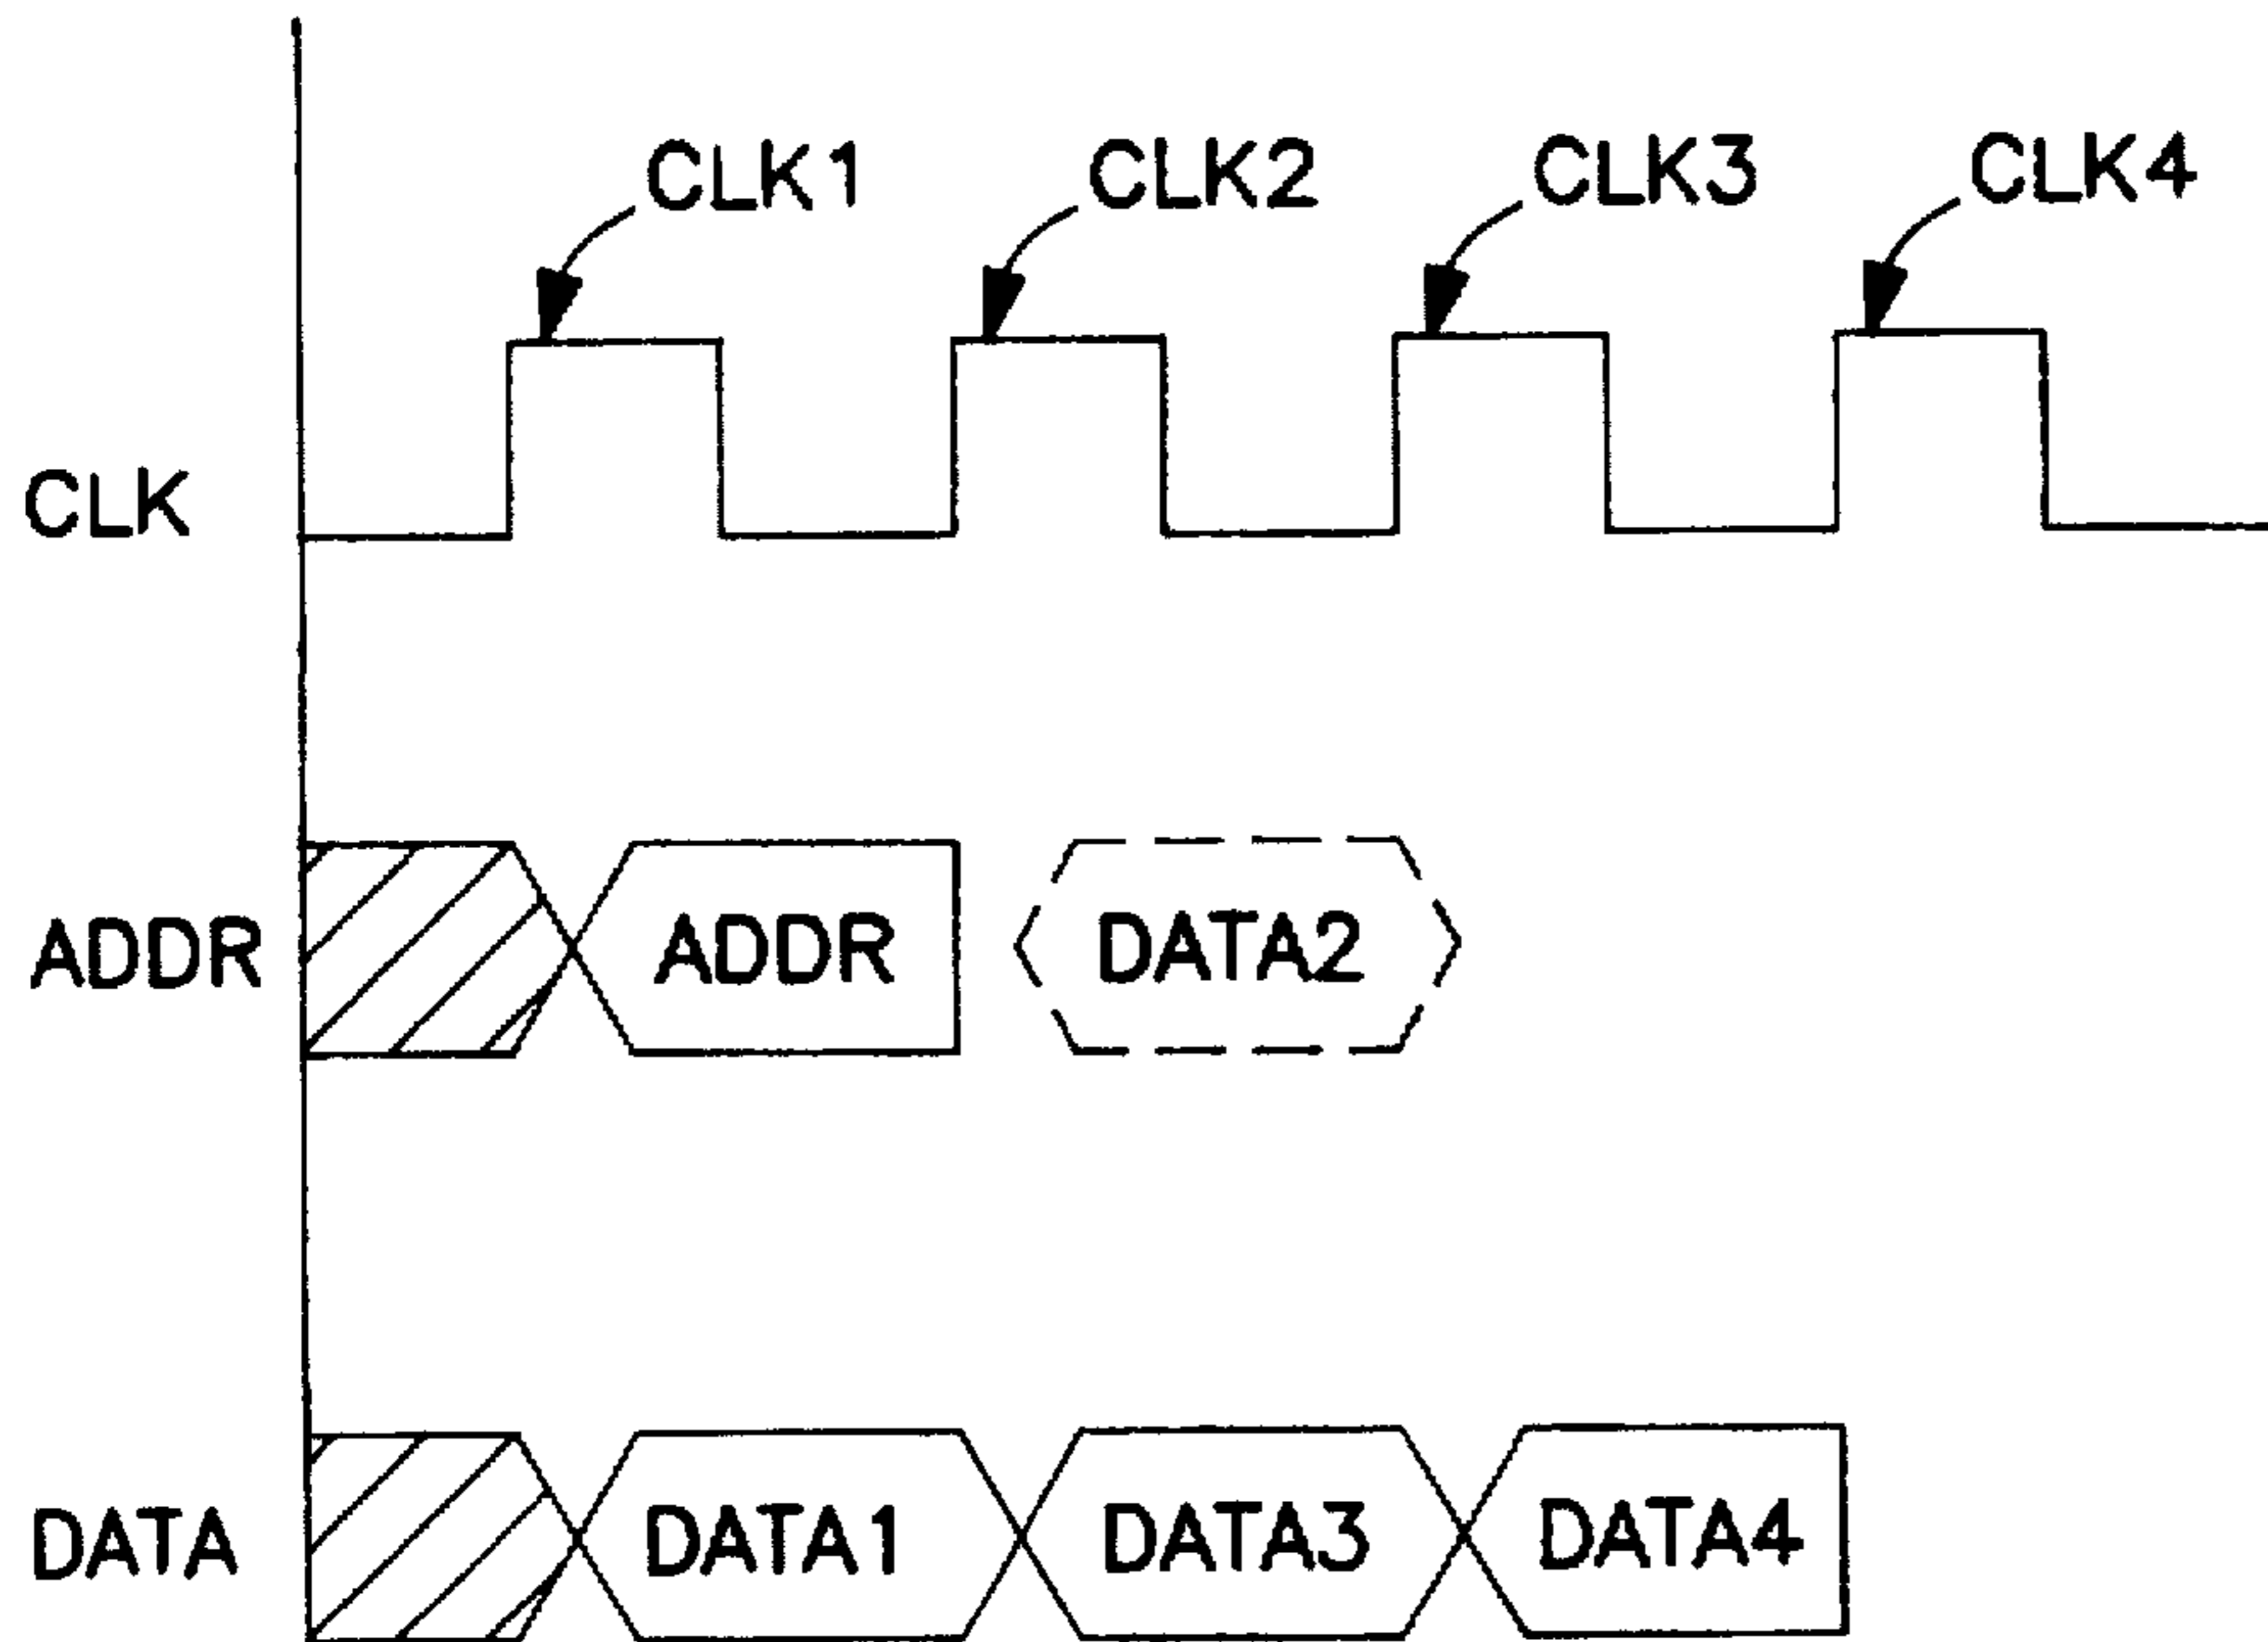 CLK1 CLK2 CLK3 CLK4
CLK
ADDR ADDR DATA2
DATA DATA1 DATA3 DATA4